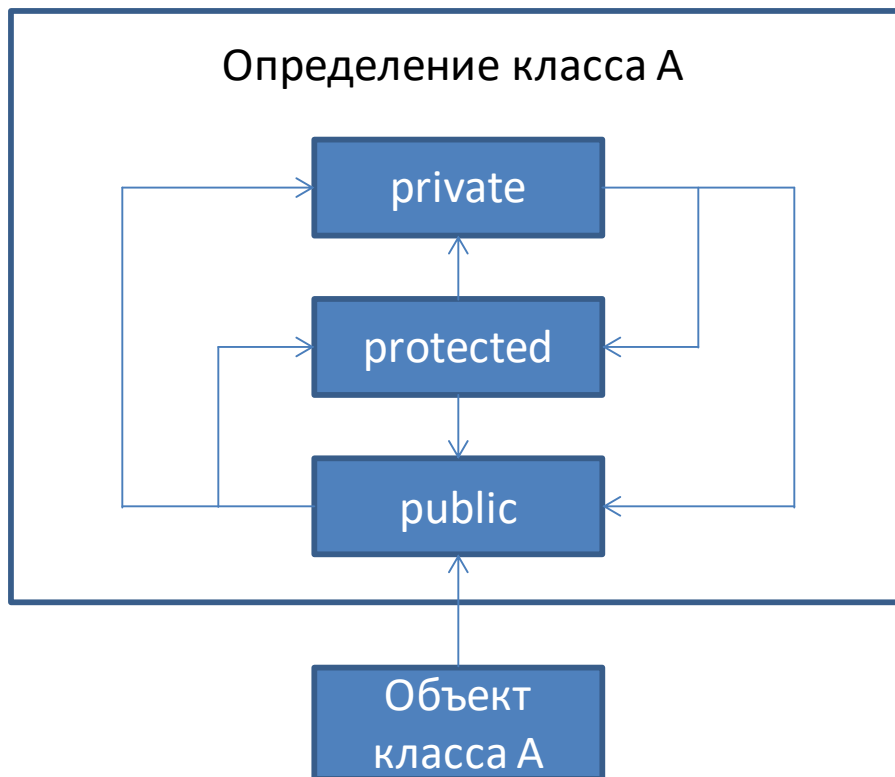 Определение класса А
private
protected
public
Объект
класса А